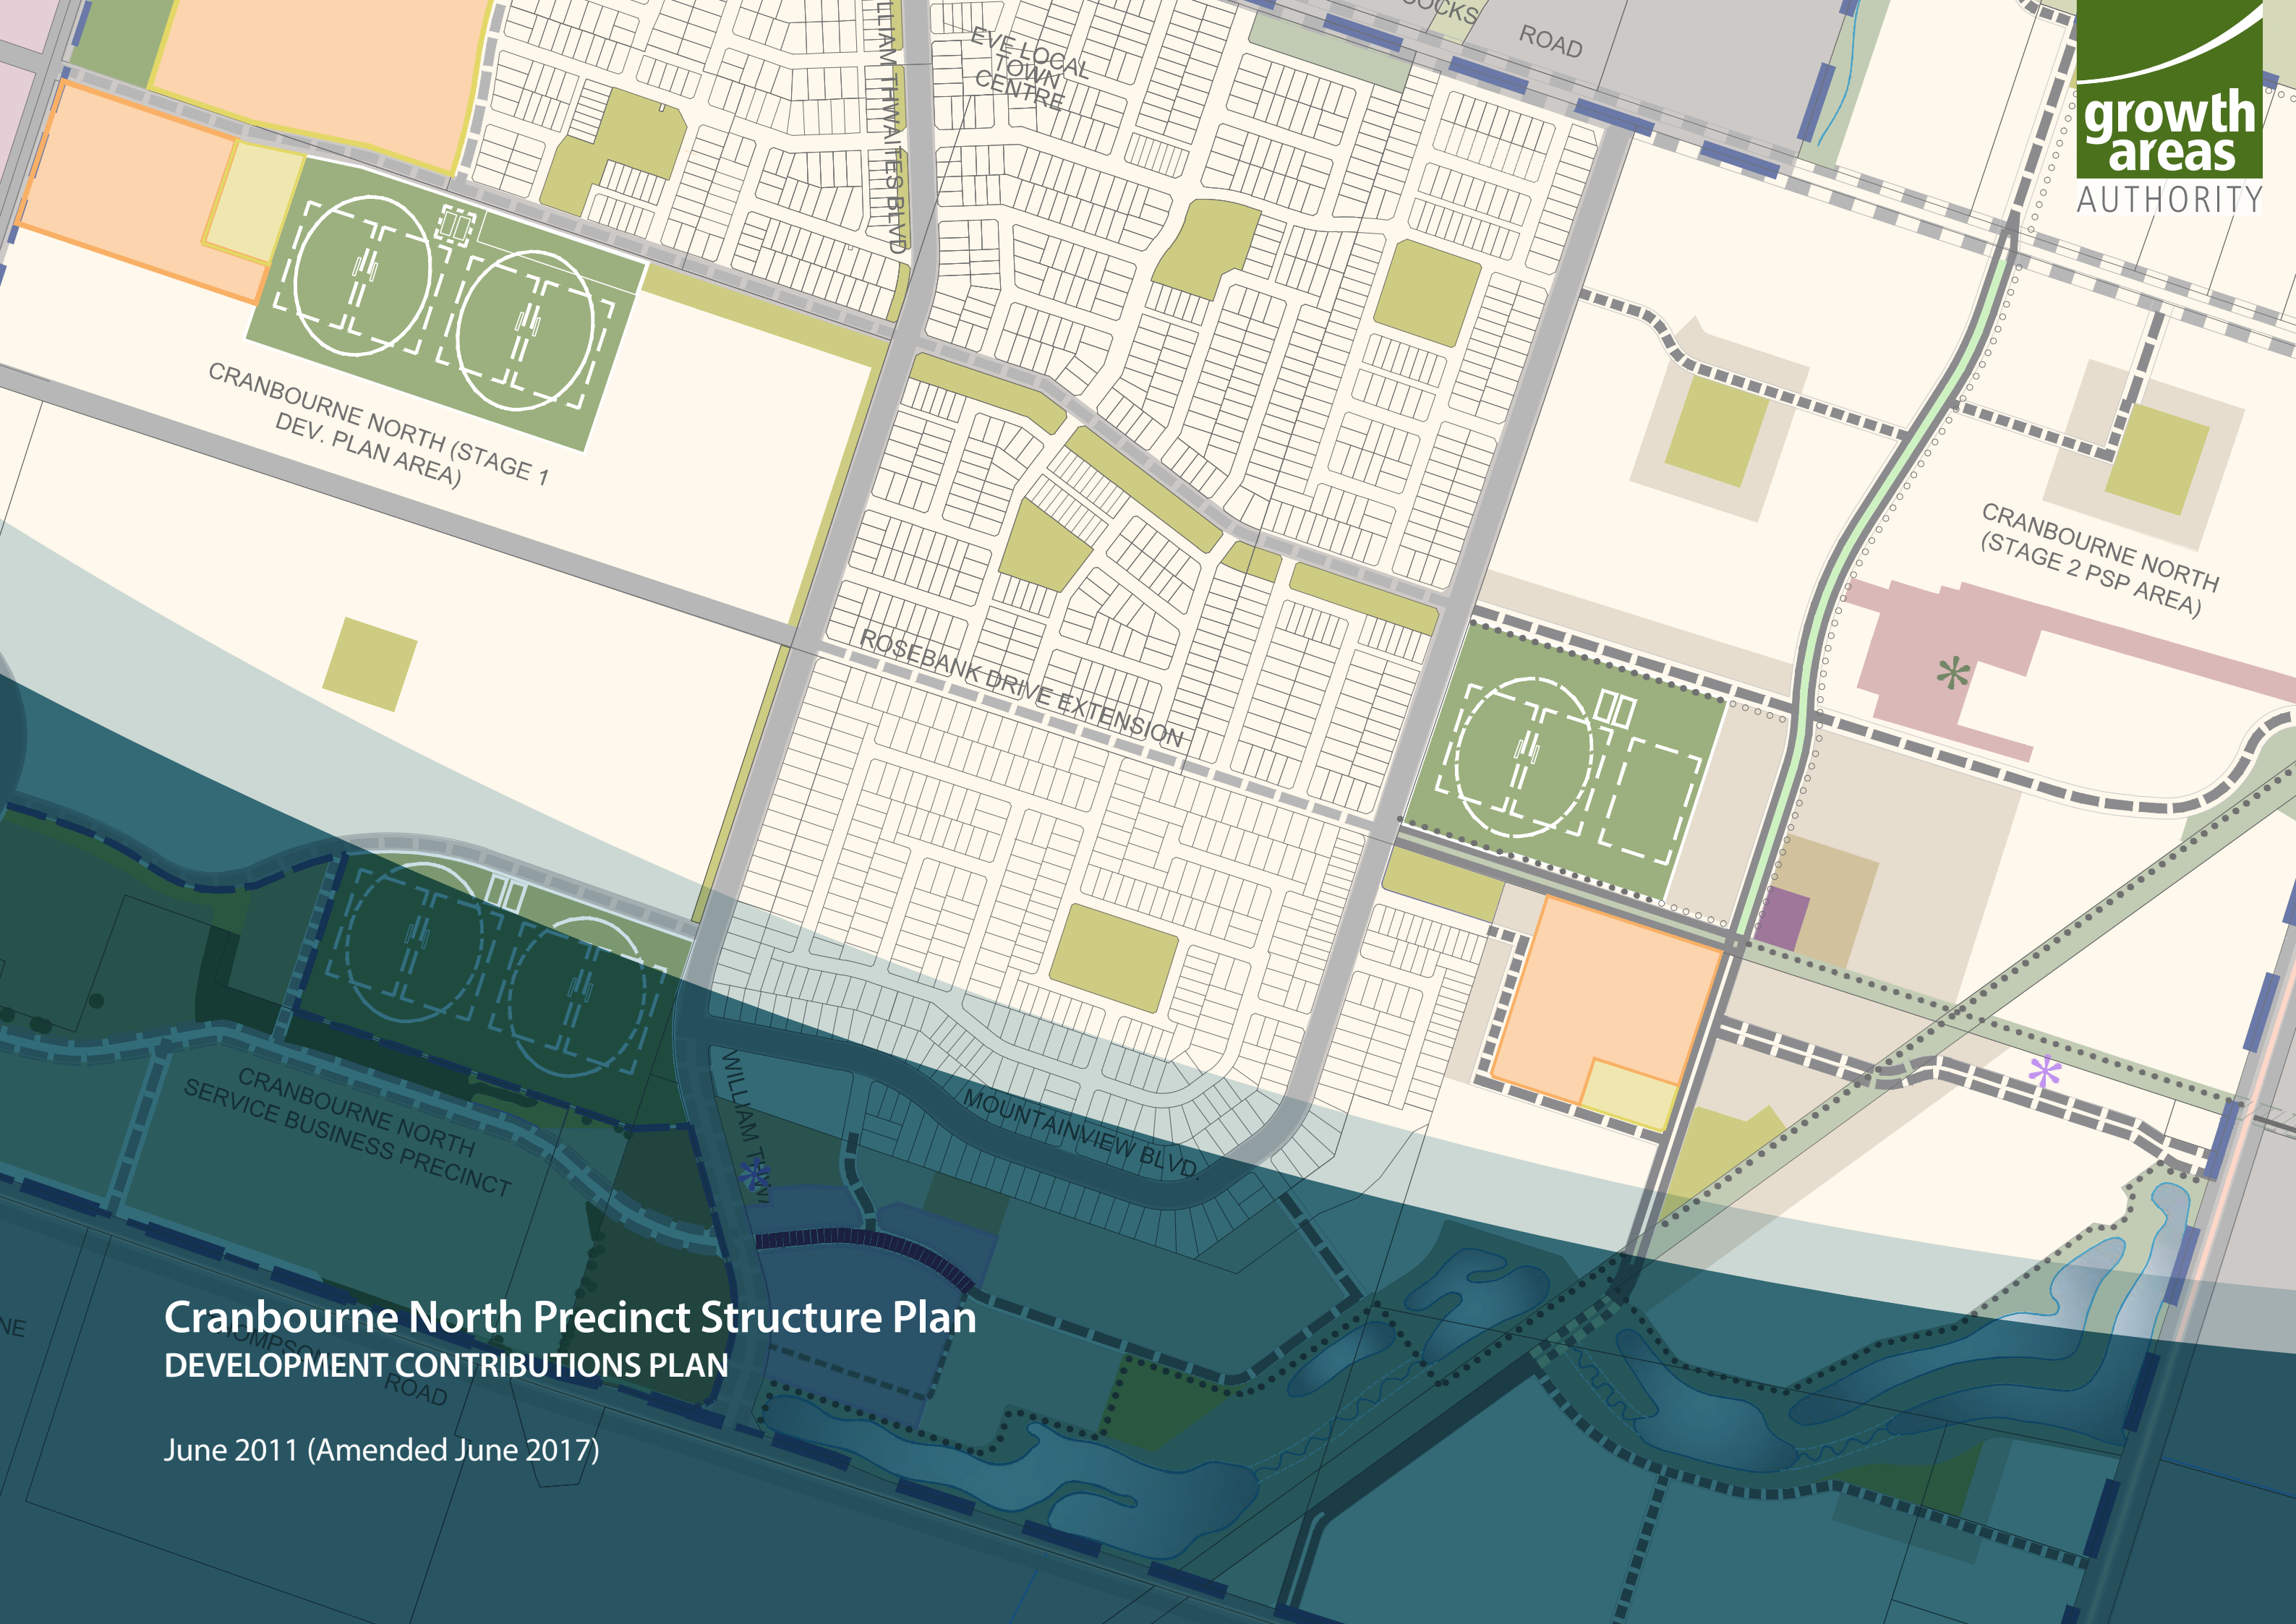 ROAD
growth
areas
AUTHORITY
EVE LOCAL
TOWN
CENTRE
THWAITES BLVD
CRANBOURNE NORTH (STAGE 1
DEV. PLAN AREA)
CRANBOURNE NORTH
(STAGE 2 PSP AREA)
ROSEBANK DRIVE EXTENSION
CRANBOURNE NORTH
SERVICE BUSINESS PRECINCT
WILLIAM
MOUNTAINVIEW BLVD.
Cranbourne North Precinct Structure Plan
DEVELOPMENT CONTRIBUTIONS PLAN
ROAD
June 2011 (Amended June 2017)